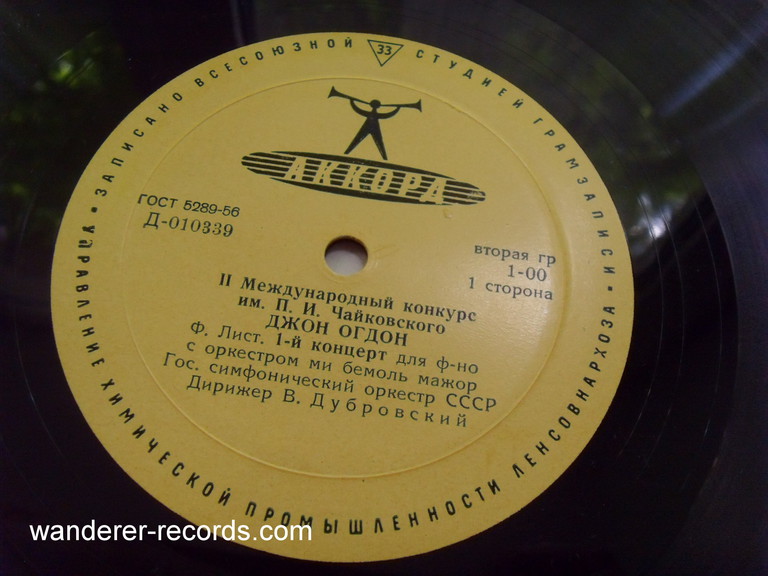 ЗАПИСАНО ВСЕСОЮЗНОЙ 33 СТУДИЕЙ ГРАМЗАПИСИ
АККОРД
ГОСТ 5289-56
Д-010339
вторая гр
1-00
1 сторона
II Международный конкурс
им. П. И. Чайковского
ДЖОН ОГДОН
Ф. Лист. 1-й концерт для ф-но
с оркестром ми бемоль мажор
Гос. симфонический оркестр СССР
Дирижер В. Дубровский
УПРАВЛЕНИЕ ХИМИЧЕСКОЙ ПРОМЫШЛЕННОСТИ ЛЕНСОВНАРХОЗА
wanderer-records.com